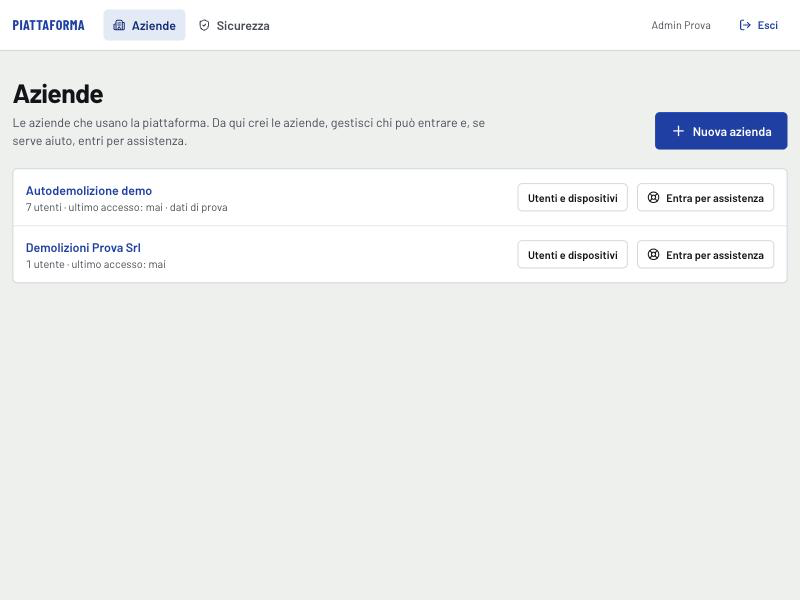 PIATTAFORMA
Aziende
Sicurezza
Admin Prova
Esci
Aziende
Le aziende che usano la piattaforma. Da qui crei le aziende, gestisci chi può entrare e, se
serve aiuto, entri per assistenza.
Nuova azienda
Autodemolizione demo
7 utenti · ultimo accesso: mai · dati di prova
Utenti e dispositivi
Entra per assistenza
Demolizioni Prova Srl
1 utente · ultimo accesso: mai
Utenti e dispositivi
Entra per assistenza